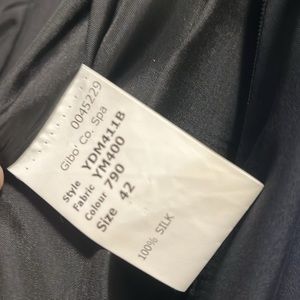 0045229
Gibo' Co. Spa
Style YDM411B
Fabric YM400
Colour 790
Size 42
100% SILK